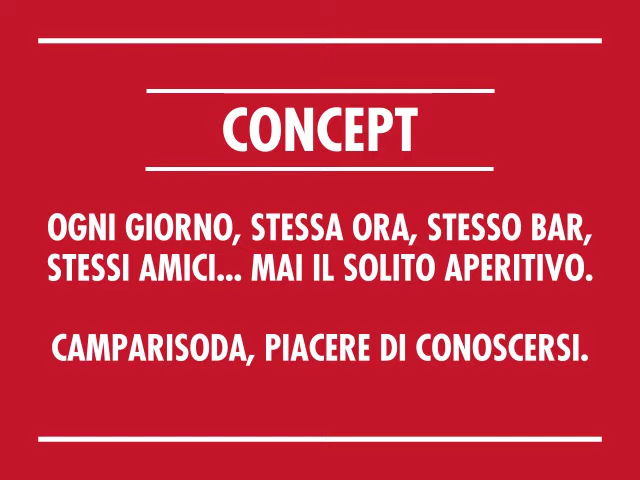 CONCEPT
OGNI GIORNO, STESSA ORA, STESSO BAR,
STESSI AMICI... MAI IL SOLITO APERITIVO.
CAMPARISODA, PIACERE DI CONOSCERSI.